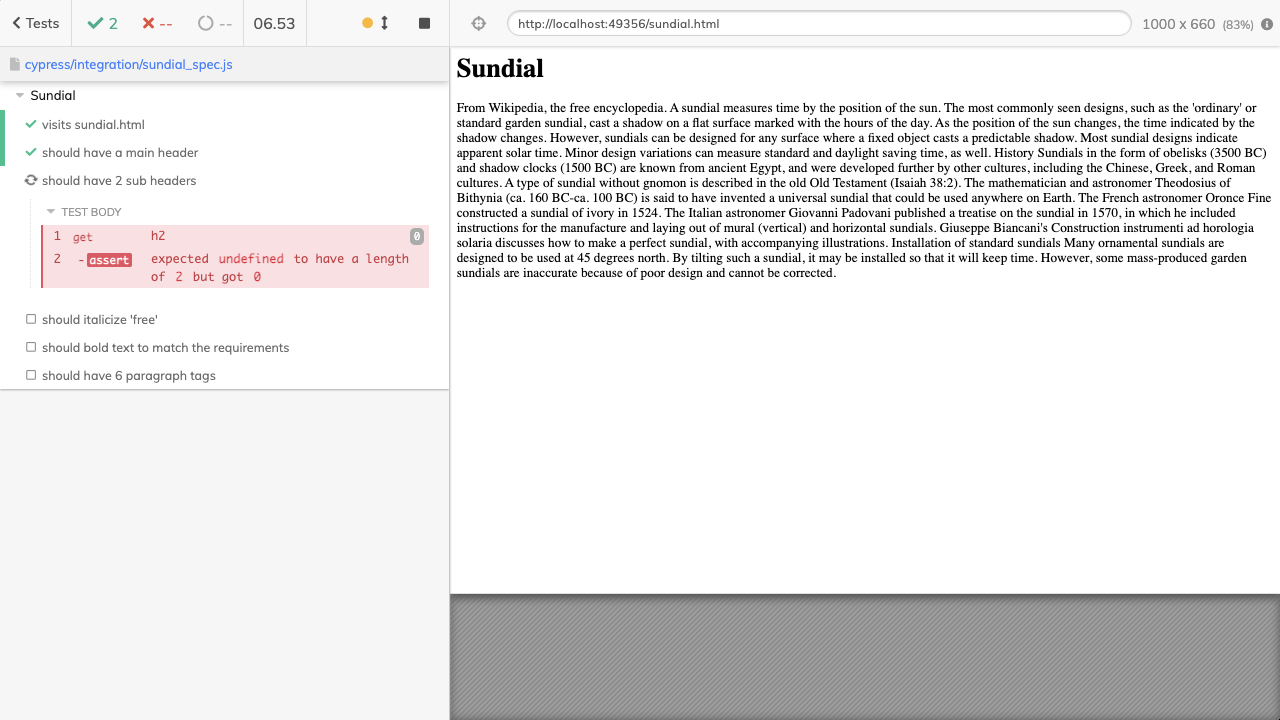 Tests
2
--
--
06.53
http://localhost:49356/sundial.html
1000 x 660 (83%)
cypress/integration/sundial_spec.js
Sundial
visits sundial.html
should have a main header
should have 2 sub headers
TEST BODY
1 get h2 0
2 -assert expected undefined to have a length
of 2 but got 0
should italicize 'free'
should bold text to match the requirements
should have 6 paragraph tags
Sundial
From Wikipedia, the free encyclopedia. A sundial measures time by the position of the sun. The most commonly seen designs, such as the 'ordinary' or
standard garden sundial, cast a shadow on a flat surface marked with the hours of the day. As the position of the sun changes, the time indicated by the
shadow changes. However, sundials can be designed for any surface where a fixed object casts a predictable shadow. Most sundial designs indicate
apparent solar time. Minor design variations can measure standard and daylight saving time, as well. History Sundials in the form of obelisks (3500 BC)
and shadow clocks (1500 BC) are known from ancient Egypt, and were developed further by other cultures, including the Chinese, Greek, and Roman
cultures. A type of sundial without gnomon is described in the old Old Testament (Isaiah 38:2). The mathematician and astronomer Theodosius of
Bithynia (ca. 160 BC-ca. 100 BC) is said to have invented a universal sundial that could be used anywhere on Earth. The French astronomer Oronce Fine
constructed a sundial of ivory in 1524. The Italian astronomer Giovanni Padovani published a treatise on the sundial in 1570, in which he included
instructions for the manufacture and laying out of mural (vertical) and horizontal sundials. Giuseppe Biancani's Construction instrumenti ad horologia
solaria discusses how to make a perfect sundial, with accompanying illustrations. Installation of standard sundials Many ornamental sundials are
designed to be used at 45 degrees north. By tilting such a sundial, it may be installed so that it will keep time. However, some mass-produced garden
sundials are inaccurate because of poor design and cannot be corrected.